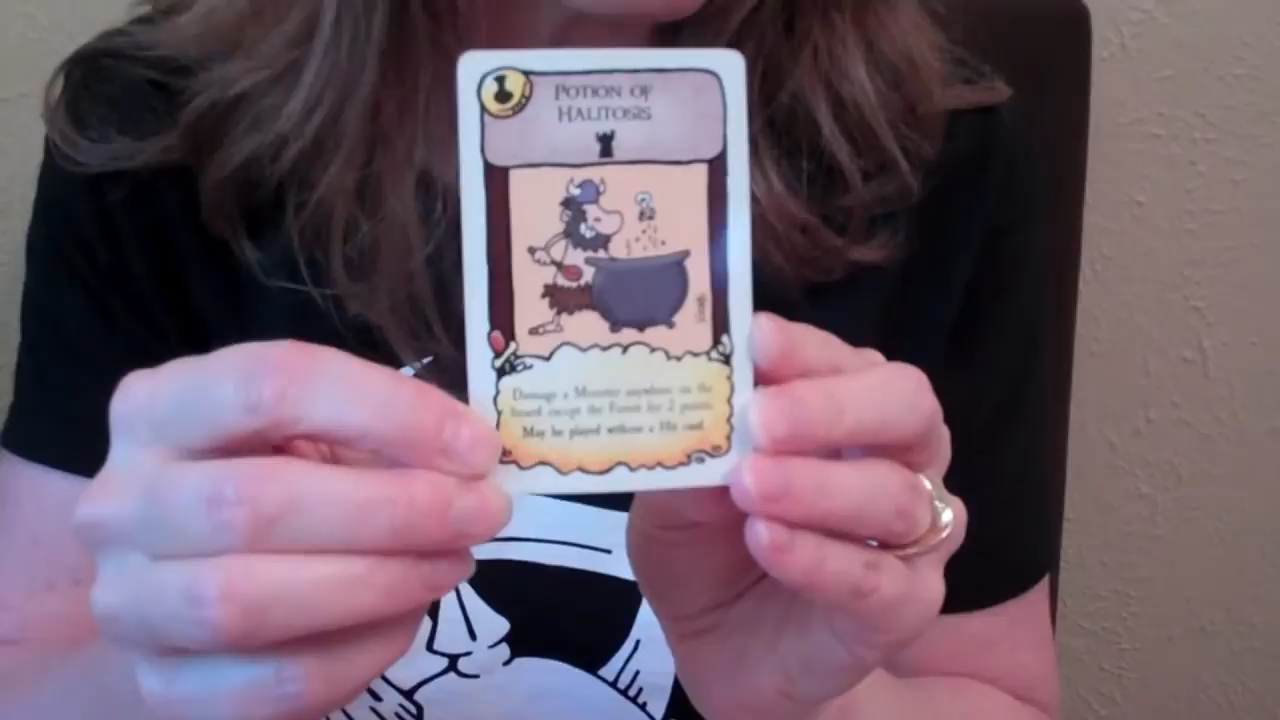 POTION OF
HALITOSIS
Damage a Monster anywhere on the
board except the Forest for 2 points.
May be played without a Hit card.